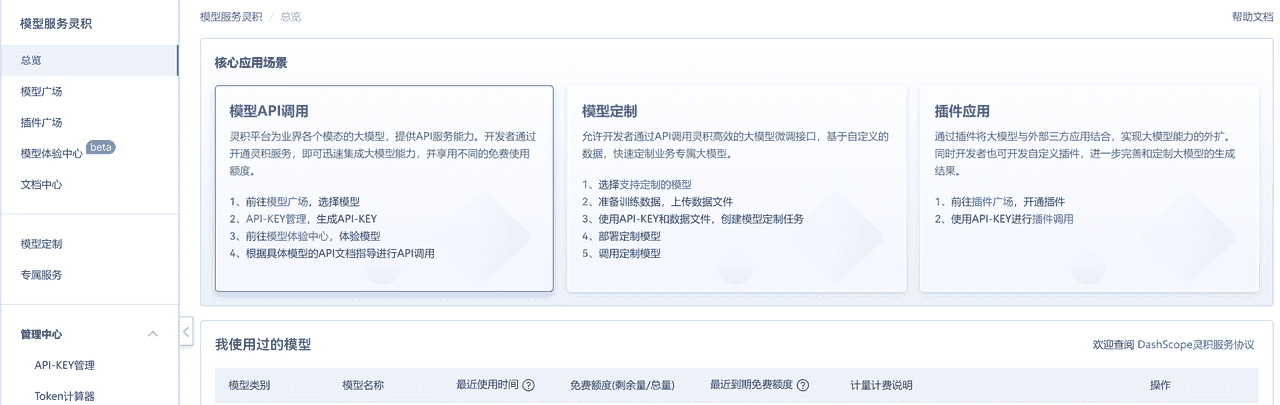 模型服务灵积
总览
模型广场
插件广场
模型体验中心 beta
文档中心
模型定制
专属服务
管理中心
API-KEY管理
Token计算器
模型服务灵积 / 总览
帮助文档
核心应用场景
模型API调用
灵积平台为业界各个模态的大模型，提供API服务能力。开发者通过
开通灵积服务，即可迅速集成大模型能力，并享用不同的免费使用
额度。
1、前往模型广场，选择模型
2、API-KEY管理，生成API-KEY
3、前往模型体验中心，体验模型
4、根据具体模型的API文档指导进行API调用
模型定制
允许开发者通过API调用灵积高效的大模型微调接口，基于自定义的
数据，快速定制业务专属大模型。
1、选择支持定制的模型
2、准备训练数据，上传数据文件
3、使用API-KEY和数据文件，创建模型定制任务
4、部署定制模型
5、调用定制模型
插件应用
通过插件将大模型与外部三方应用结合，实现大模型能力的外扩。
同时开发者也可开发自定义插件，进一步完善和定制大模型的生成
结果。
1、前往插件广场，开通插件
2、使用API-KEY进行插件调用
我使用过的模型
欢迎查阅 DashScope灵积服务协议
模型类别 模型名称 最近使用时间 ? 免费额度(剩余量/总量) 最近到期免费额度 ? 计量计费说明 操作